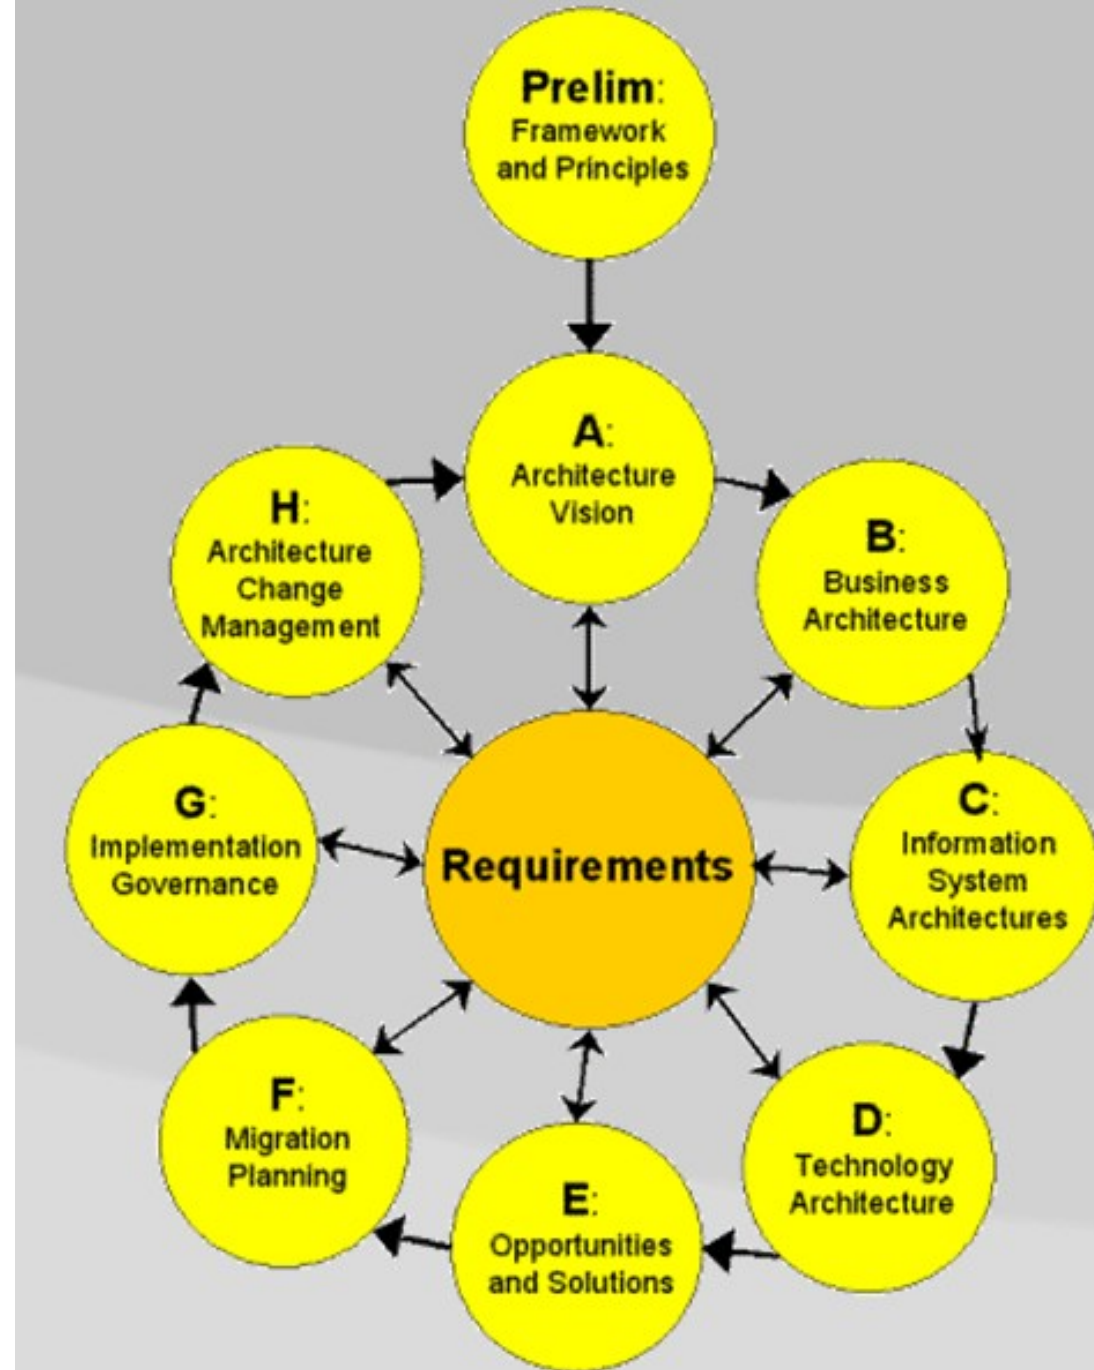 Prelim:
Framework
and Principles
A:
Architecture
Vision
B:
Business
Architecture
C:
Information
System
Architectures
D:
Technology
Architecture
E:
Opportunities
and Solutions
F:
Migration
Planning
G:
Implementation
Governance
H:
Architecture
Change
Management
Requirements